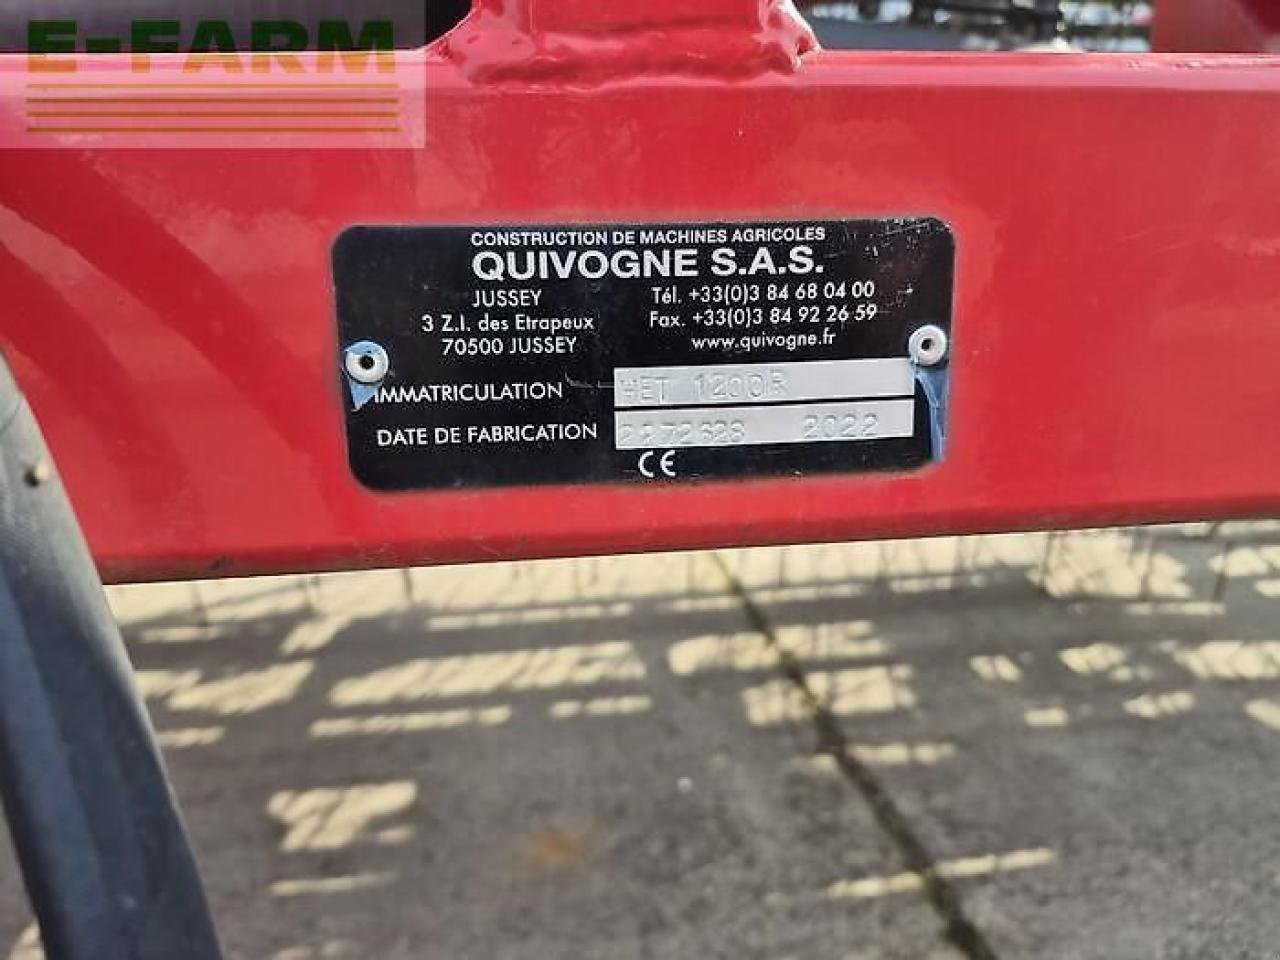 E-FARM
CONSTRUCTION DE MACHINES AGRICOLES
QUIVOGNE S.A.S.
JUSSEY
3 Z.I. des Etrapeux
70500 JUSSEY
Tél. +33(0)3 84 68 04 00
Fax. +33(0)3 84 92 26 59
www.quivogne.fr
IMMATRICULATION HET 1200R
DATE DE FABRICATION 2022
CE